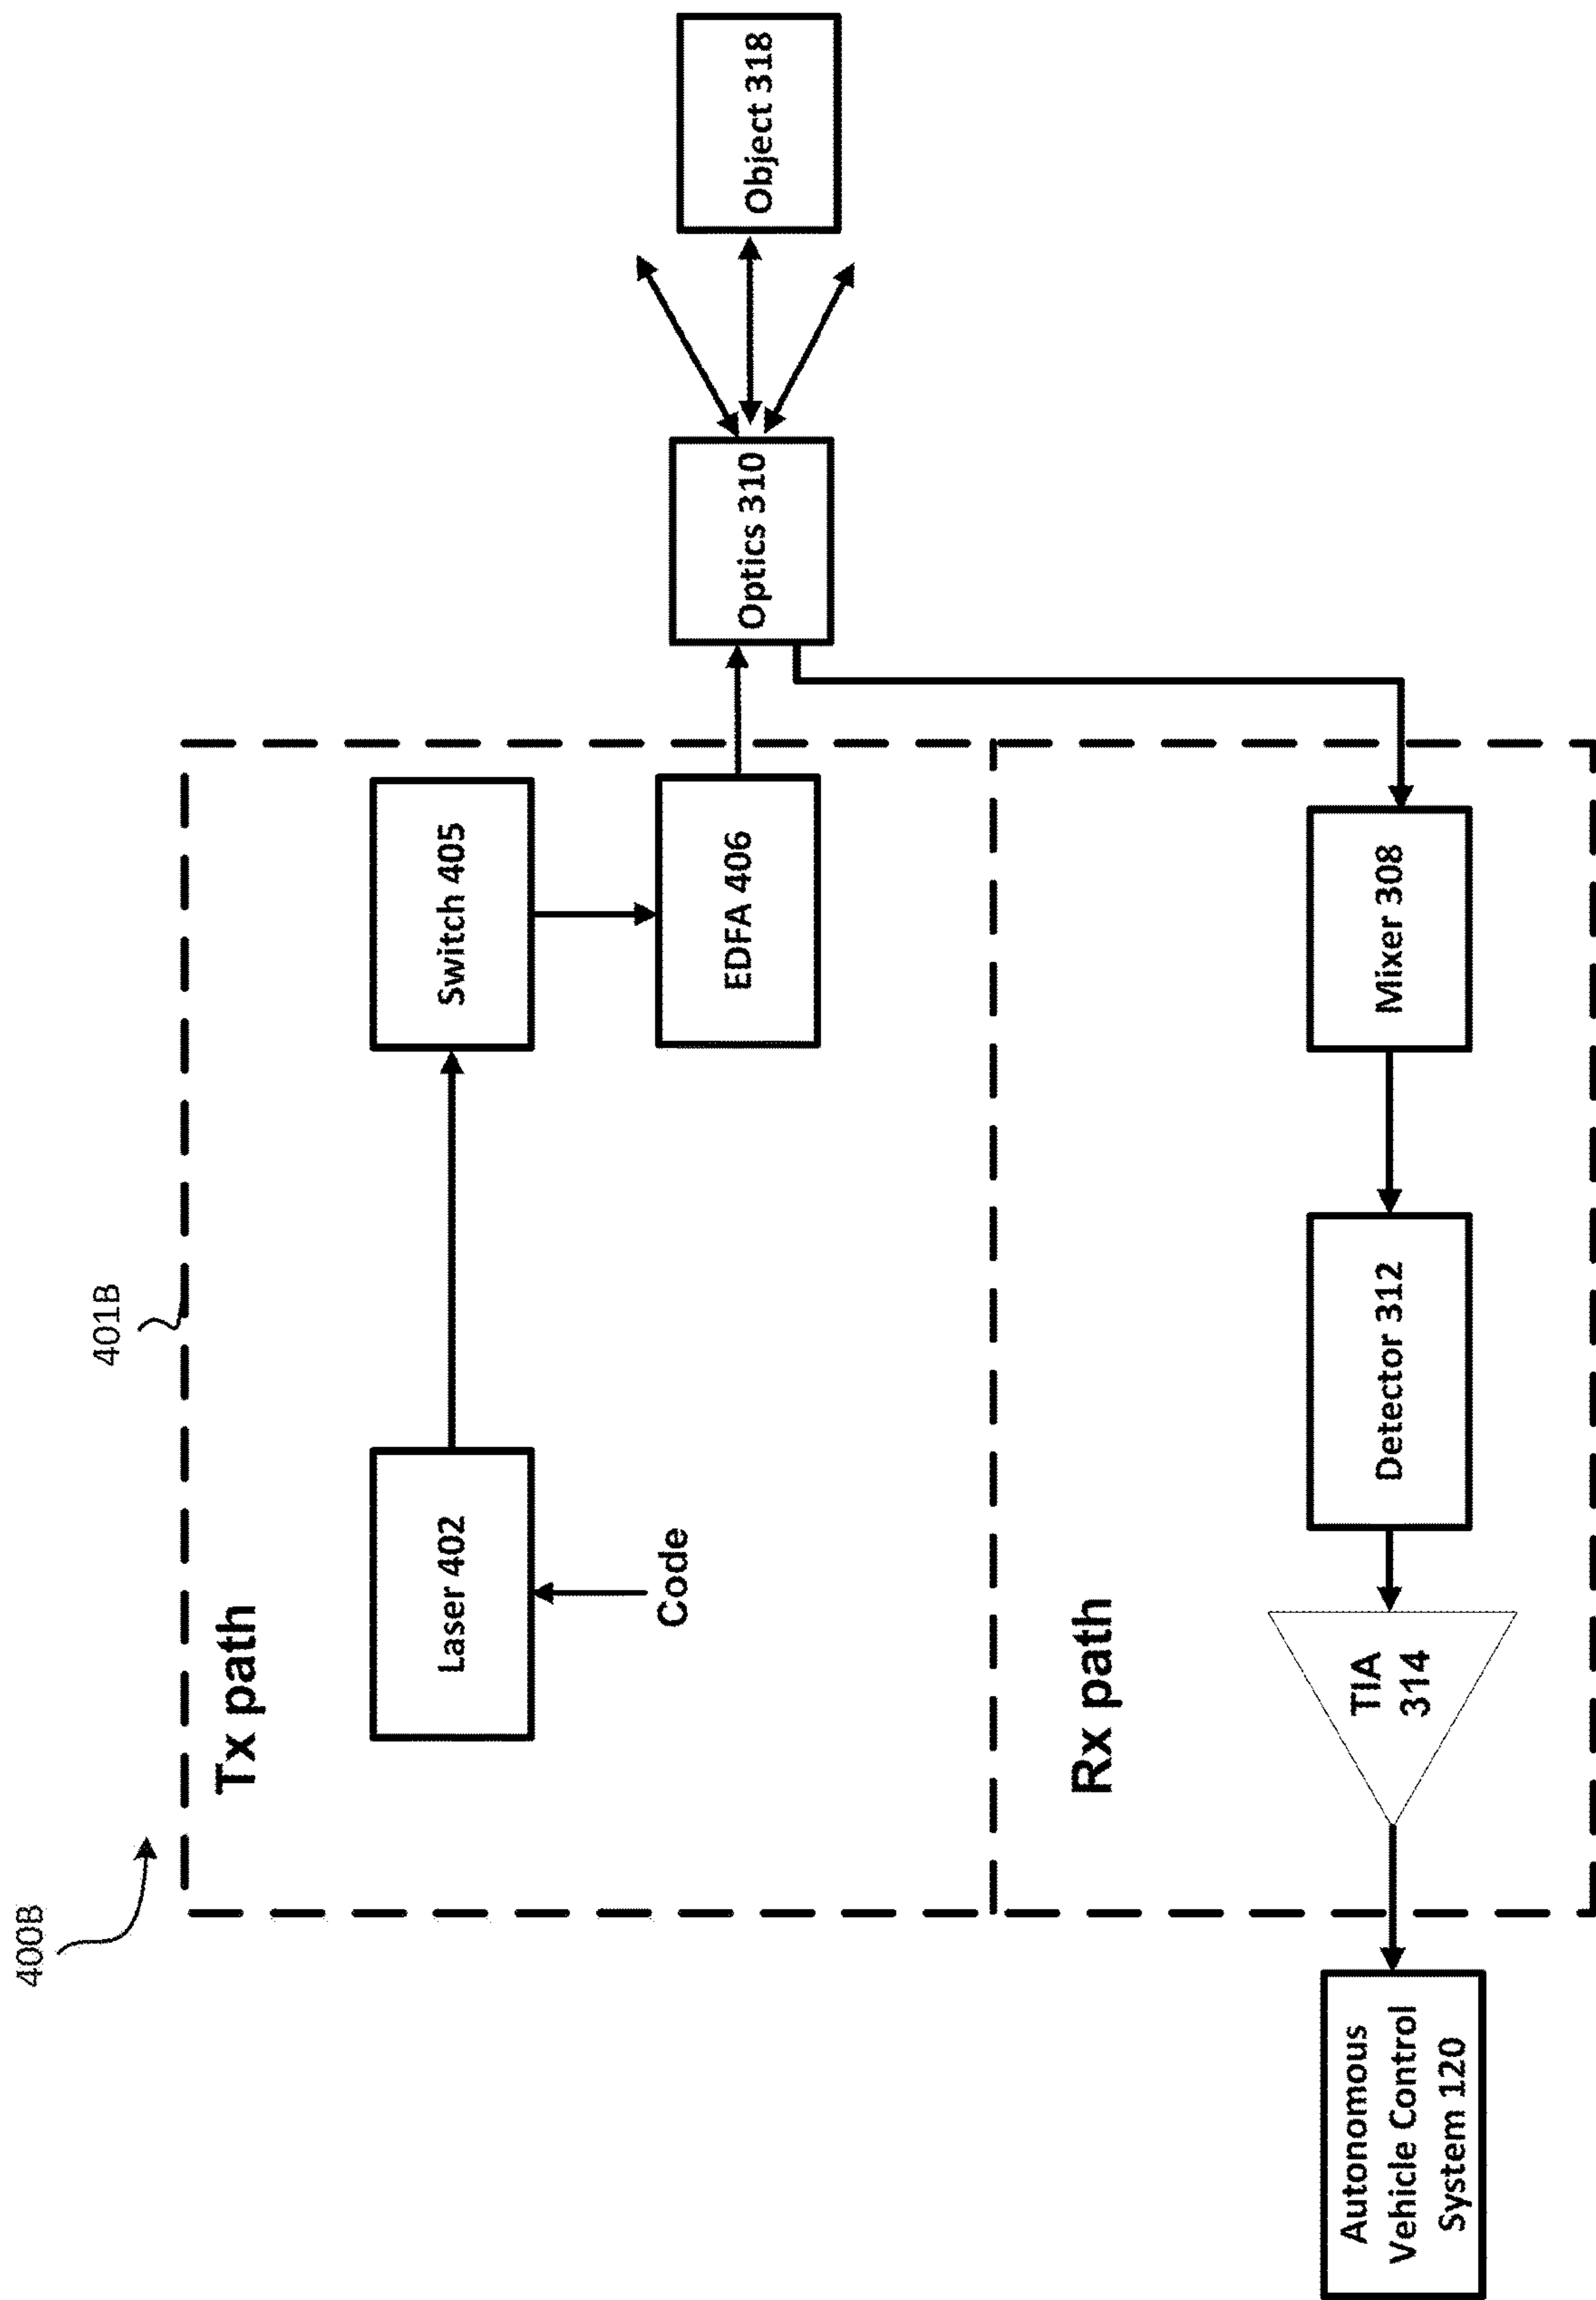 400B
401B
Tx path
Laser 402
Code
Switch 405
EDFA 406
Optics 310
Object 318
Rx path
Mixer 308
Detector 312
TIA
314
Autonomous
Vehicle Control
System 120